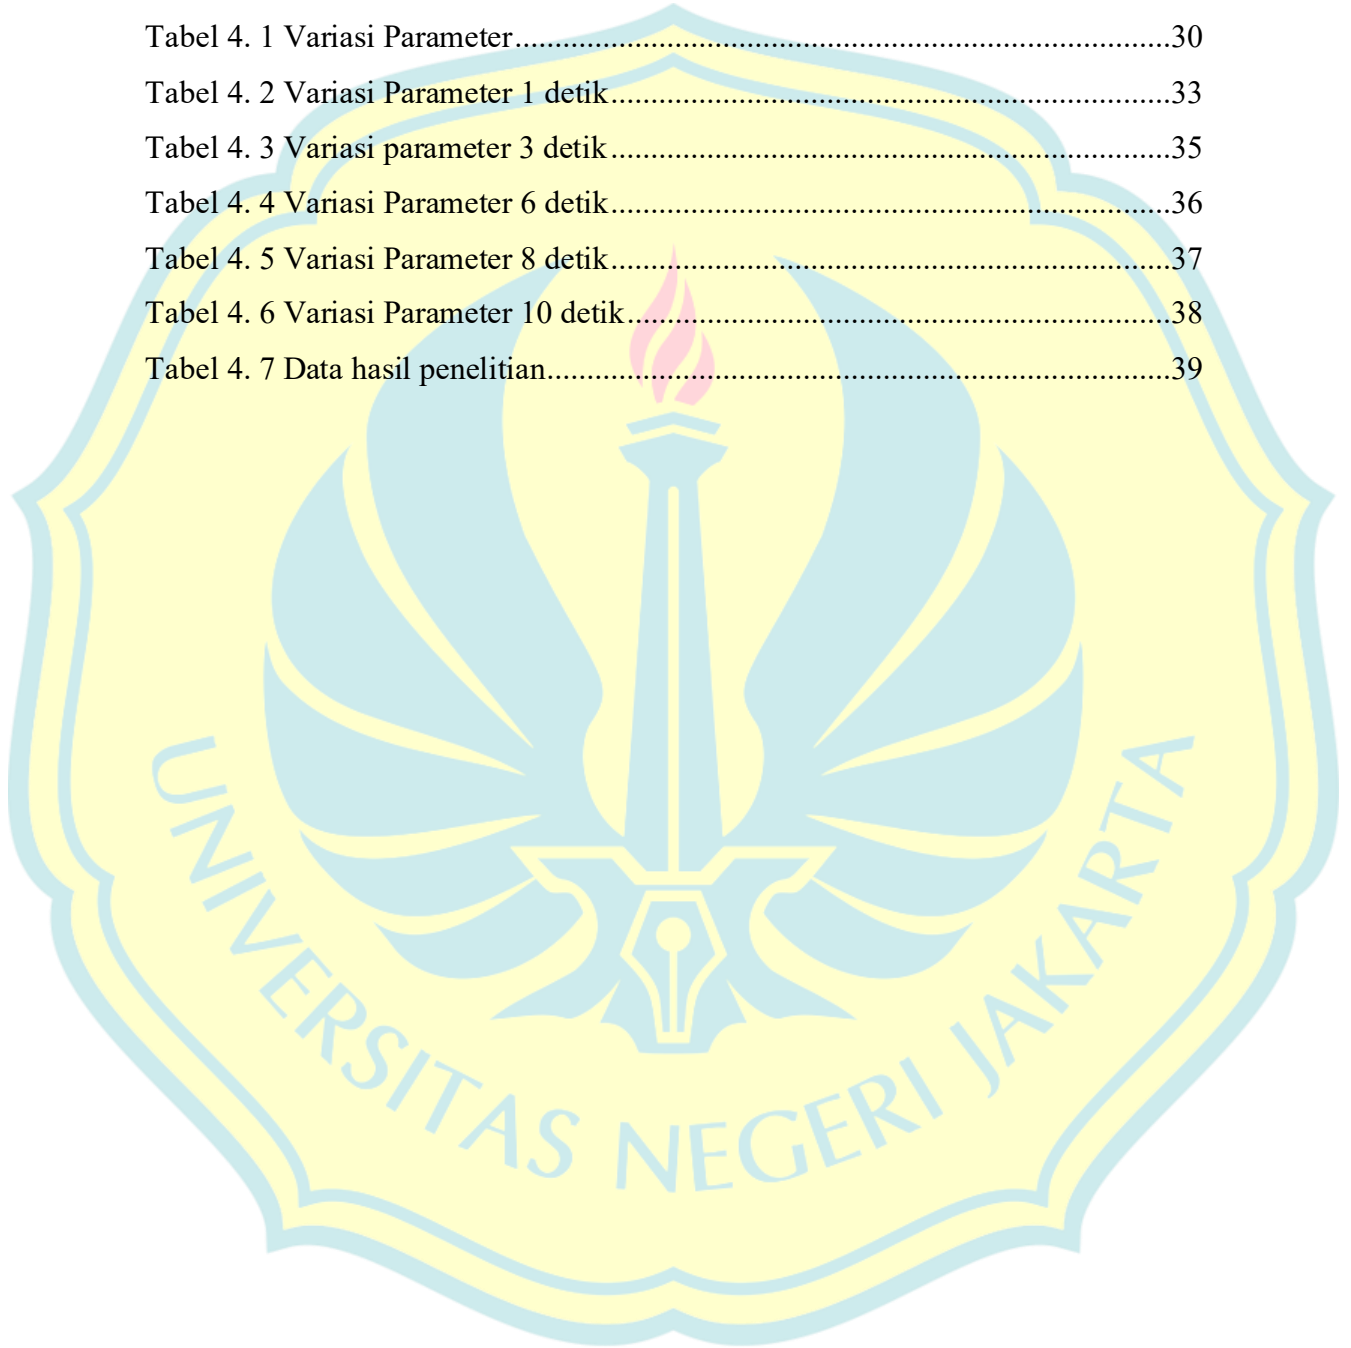 Tabel 4. 1 Variasi Parameter..................................................................................30
Tabel 4. 2 Variasi Parameter 1 detik......................................................................33
Tabel 4. 3 Variasi parameter 3 detik......................................................................35
Tabel 4. 4 Variasi Parameter 6 detik......................................................................36
Tabel 4. 5 Variasi Parameter 8 detik......................................................................37
Tabel 4. 6 Variasi Parameter 10 detik....................................................................38
Tabel 4. 7 Data hasil penelitian..............................................................................39
UNIVERSITAS NEGERI JAKARTA